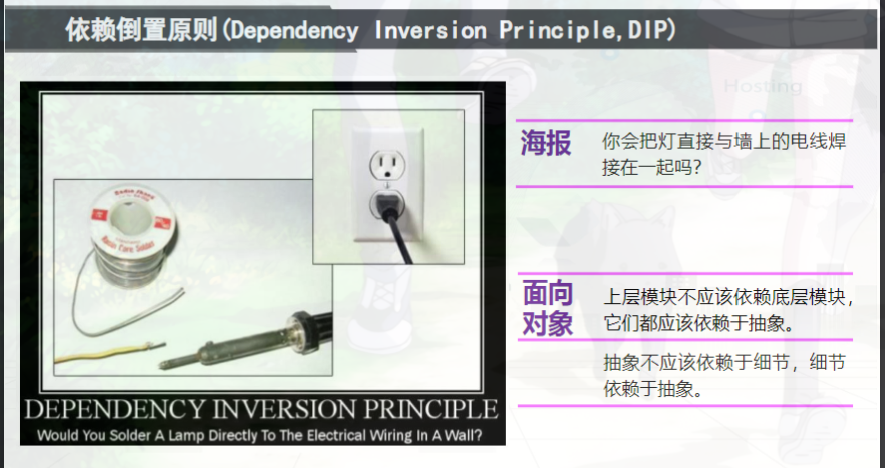 依赖倒置原则(Dependency Inversion Principle,DIP)
Hosting
海报
你会把灯直接与墙上的电线焊
接在一起吗?
面向
对象
上层模块不应该依赖底层模块，
它们都应该依赖于抽象。
抽象不应该依赖于细节，细节
依赖于抽象。
Rosin Core Solder
DEPENDENCY INVERSION PRINCIPLE
Would You Solder A Lamp Directly To The Electrical Wiring In A Wall?